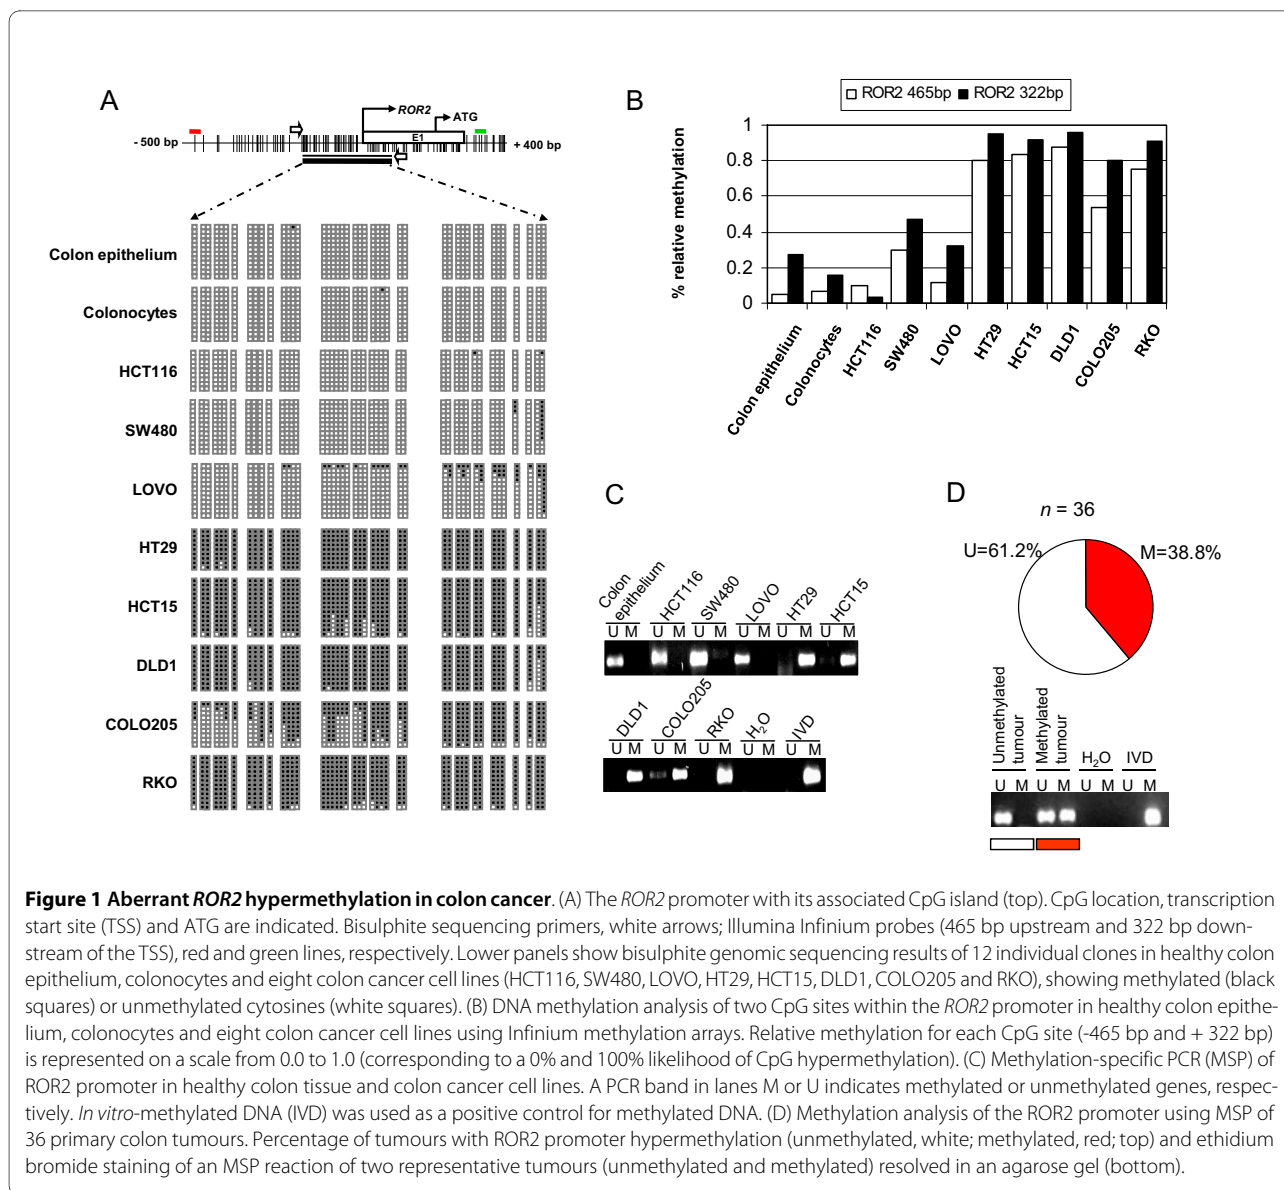 A
ROR2
ATG
E1
- 500 bp
+ 400 bp
Colon epithelium
Colonocytes
HCT116
SW480
LOVO
HT29
HCT15
DLD1
COLO205
RKO
B
ROR2 465bp ROR2 322bp
% relative methylation
1
0.8
0.6
0.4
0.2
0
Colon epithelium
Colonocytes
HCT116
SW480
LOVO
HT29
HCT15
DLD1
COLO205
RKO
C
Colon epithelium HCT116 SW480 LOVO HT29 HCT15
U M U M U M U M U M U M
DLD1 COLO205 RKO H2O IVD
U M U M U M U M U M
D
n = 36
U=61.2%
M=38.8%
Unmethylated tumour Methylated tumour H2O IVD
U M U M U M U M
Figure 1 Aberrant ROR2 hypermethylation in colon cancer. (A) The ROR2 promoter with its associated CpG island (top). CpG location, transcription
start site (TSS) and ATG are indicated. Bisulphite sequencing primers, white arrows; Illumina Infinium probes (465 bp upstream and 322 bp down-
stream of the TSS), red and green lines, respectively. Lower panels show bisulphite genomic sequencing results of 12 individual clones in healthy colon
epithelium, colonocytes and eight colon cancer cell lines (HCT116, SW480, LOVO, HT29, HCT15, DLD1, COLO205 and RKO), showing methylated (black
squares) or unmethylated cytosines (white squares). (B) DNA methylation analysis of two CpG sites within the ROR2 promoter in healthy colon epithe-
lium, colonocytes and eight colon cancer cell lines using Infinium methylation arrays. Relative methylation for each CpG site (-465 bp and + 322 bp)
is represented on a scale from 0.0 to 1.0 (corresponding to a 0% and 100% likelihood of CpG hypermethylation). (C) Methylation-specific PCR (MSP) of
ROR2 promoter in healthy colon tissue and colon cancer cell lines. A PCR band in lanes M or U indicates methylated or unmethylated genes, respec-
tively. In vitro-methylated DNA (IVD) was used as a positive control for methylated DNA. (D) Methylation analysis of the ROR2 promoter using MSP of
36 primary colon tumours. Percentage of tumours with ROR2 promoter hypermethylation (unmethylated, white; methylated, red; top) and ethidium
bromide staining of an MSP reaction of two representative tumours (unmethylated and methylated) resolved in an agarose gel (bottom).